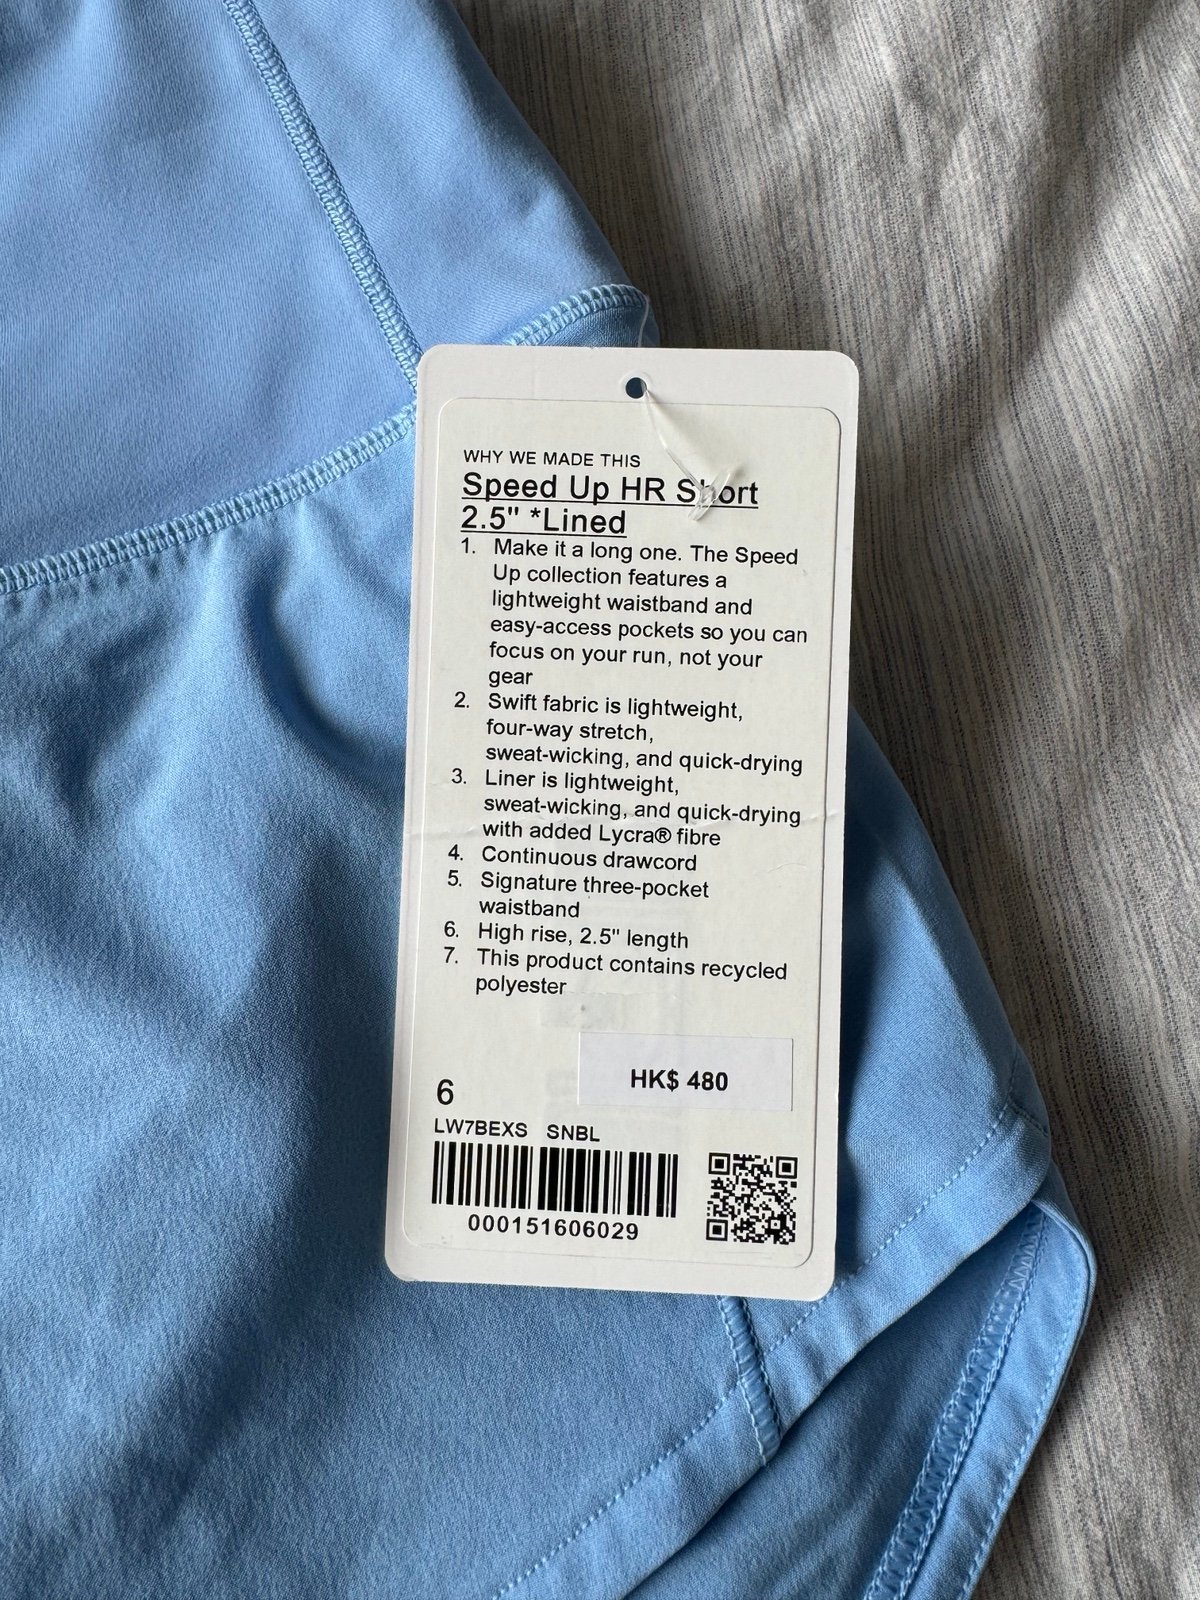 WHY WE MADE THIS
Speed Up HR Short
2.5" *Lined
1. Make it a long one. The Speed
Up collection features a
lightweight waistband and
easy-access pockets so you can
focus on your run, not your
gear
2. Swift fabric is lightweight,
four-way stretch,
sweat-wicking, and quick-drying
3. Liner is lightweight,
sweat-wicking, and quick-drying
with added Lycra® fibre
4. Continuous drawcord
5. Signature three-pocket
waistband
6. High rise, 2.5" length
7. This product contains recycled
polyester
HK$ 480
6
LW7BEXS SNBL
000151606029